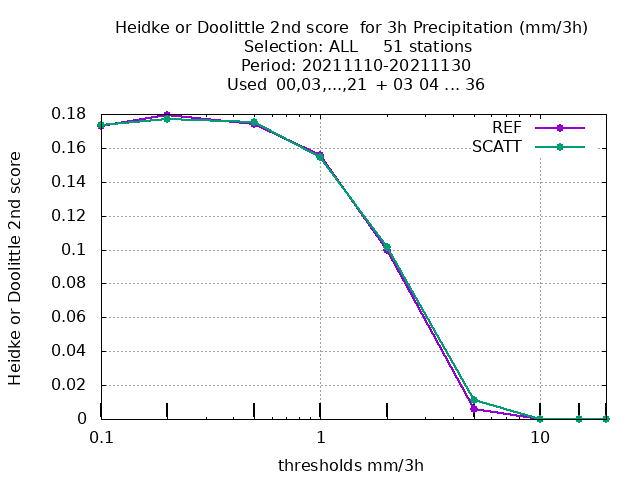 Heidke or Doolittle 2nd score  for 3h Precipitation (mm/3h)
Selection: ALL     51 stations
Period: 20211110-20211130
Used  00,03,...,21  + 03 04 ... 36
Heidke or Doolittle 2nd score
0.18
0.16
0.14
0.12
0.1
0.08
0.06
0.04
0.02
0
REF
SCATT
0.1
1
10
thresholds mm/3h